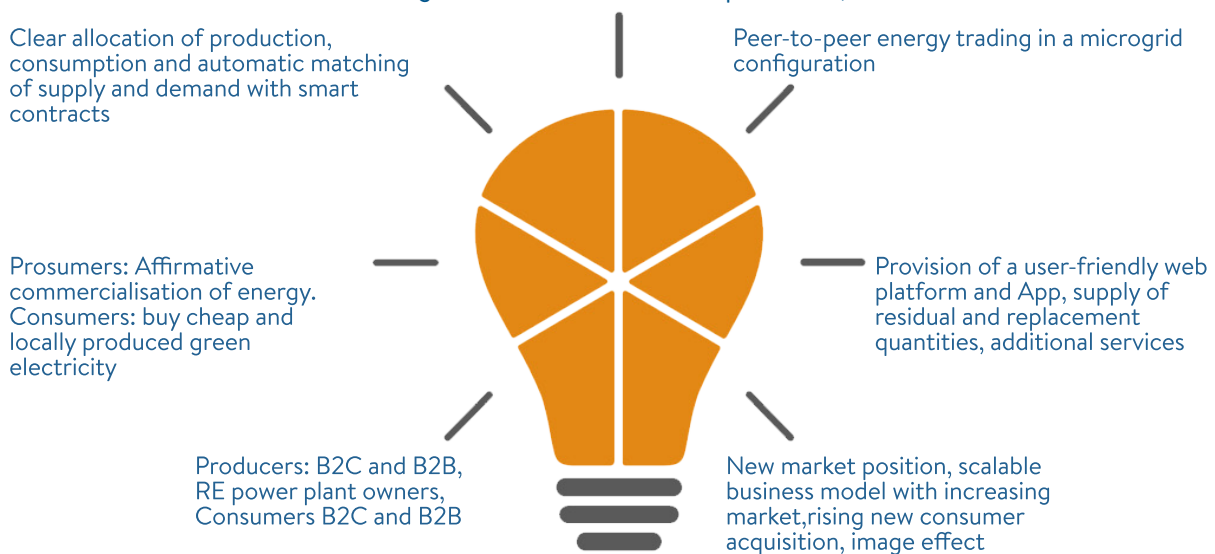 Clear allocation of production,
consumption and automatic matching
of supply and demand with smart
contracts
Peer-to-peer energy trading in a microgrid
configuration
Prosumers: Affirmative
commercialisation of energy.
Consumers: buy cheap and
locally produced green
electricity
Provision of a user-friendly web
platform and App, supply of
residual and replacement
quantities, additional services
Producers: B2C and B2B,
RE power plant owners,
Consumers B2C and B2B
New market position, scalable
business model with increasing
market,rising new consumer
acquisition, image effect